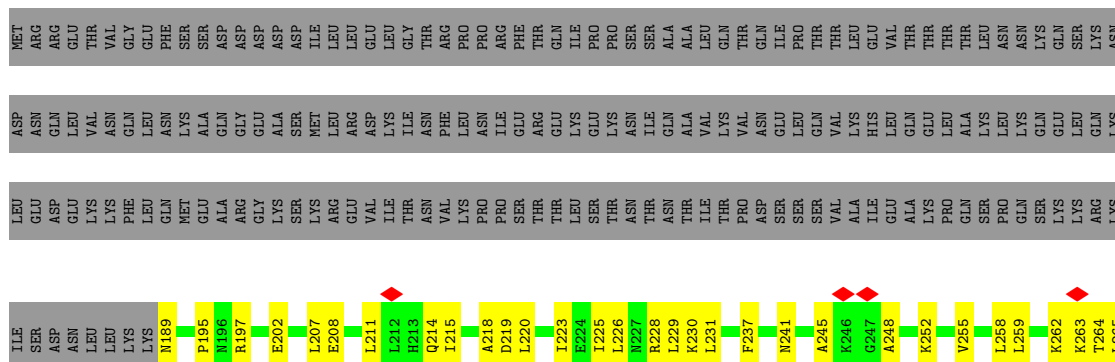 MET ARG ARG GLU THR VAL GLY GLU PHE SER SER ASP ASP ASP ASP ASP ILE LEU LEU GLU LEU GLY THR ARG PRO PRO ARG PHE THR GLN ILE PRO PRO SER SER ALA ALA LEU GLN THR GLN ILE PRO THR THR LEU GLU VAL THR THR THR THR LEU ASN ASN LYS GLN SER LYS ASN
ASP ASN GLN LEU VAL ASN GLN LEU ASN LYS ALA GLN GLY GLU ALA SER MET LEU ARG ASP LYS ILE ASN PHE LEU ASN ILE GLU ARG GLU LYS GLU LYS ASN ILE GLN ALA VAL LYS VAL ASN GLU LEU GLN VAL LYS HIS LEU GLN GLU LEU ALA LYS LEU LYS GLN GLU LEU GLN LYS
LEU GLU ASP GLU LYS LYS PHE LEU GLN MET GLU ALA ARG GLY LYS SER LYS ARG GLU VAL ILE THR ASN VAL LYS PRO PRO SER THR THR LEU SER THR ASN THR ASN THR ILE THR PRO ASP SER SER SER VAL ALA ILE GLU ALA LYS PRO GLN SER PRO GLN SER LYS LYS ARG LYS
ILE SER ASP ASN LEU LEU LYS LYS N189 P195 N196 R197 E202 L207 E208 L211 L212 H213 Q214 I215 A218 D219 L220 I223 E224 I225 L226 N227 R228 L229 K230 L231 F237 N241 A245 K246 G247 A248 K252 V255 L258 L259 K262 K263 T264